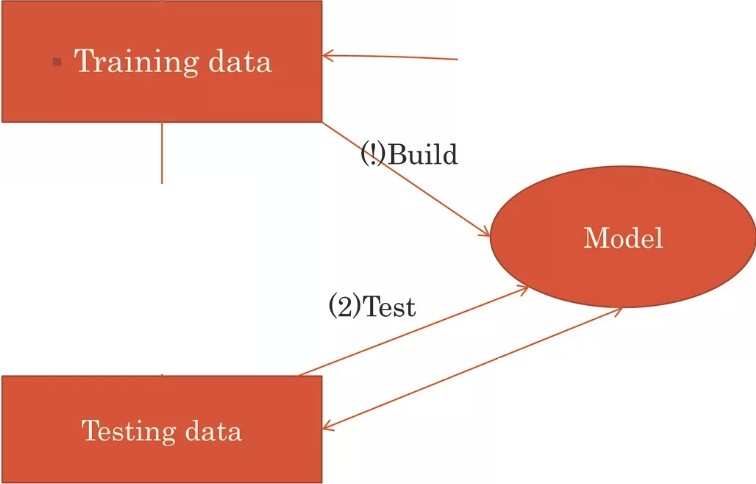 ▪ Training data
(!)Build
Model
(2)Test
Testing data